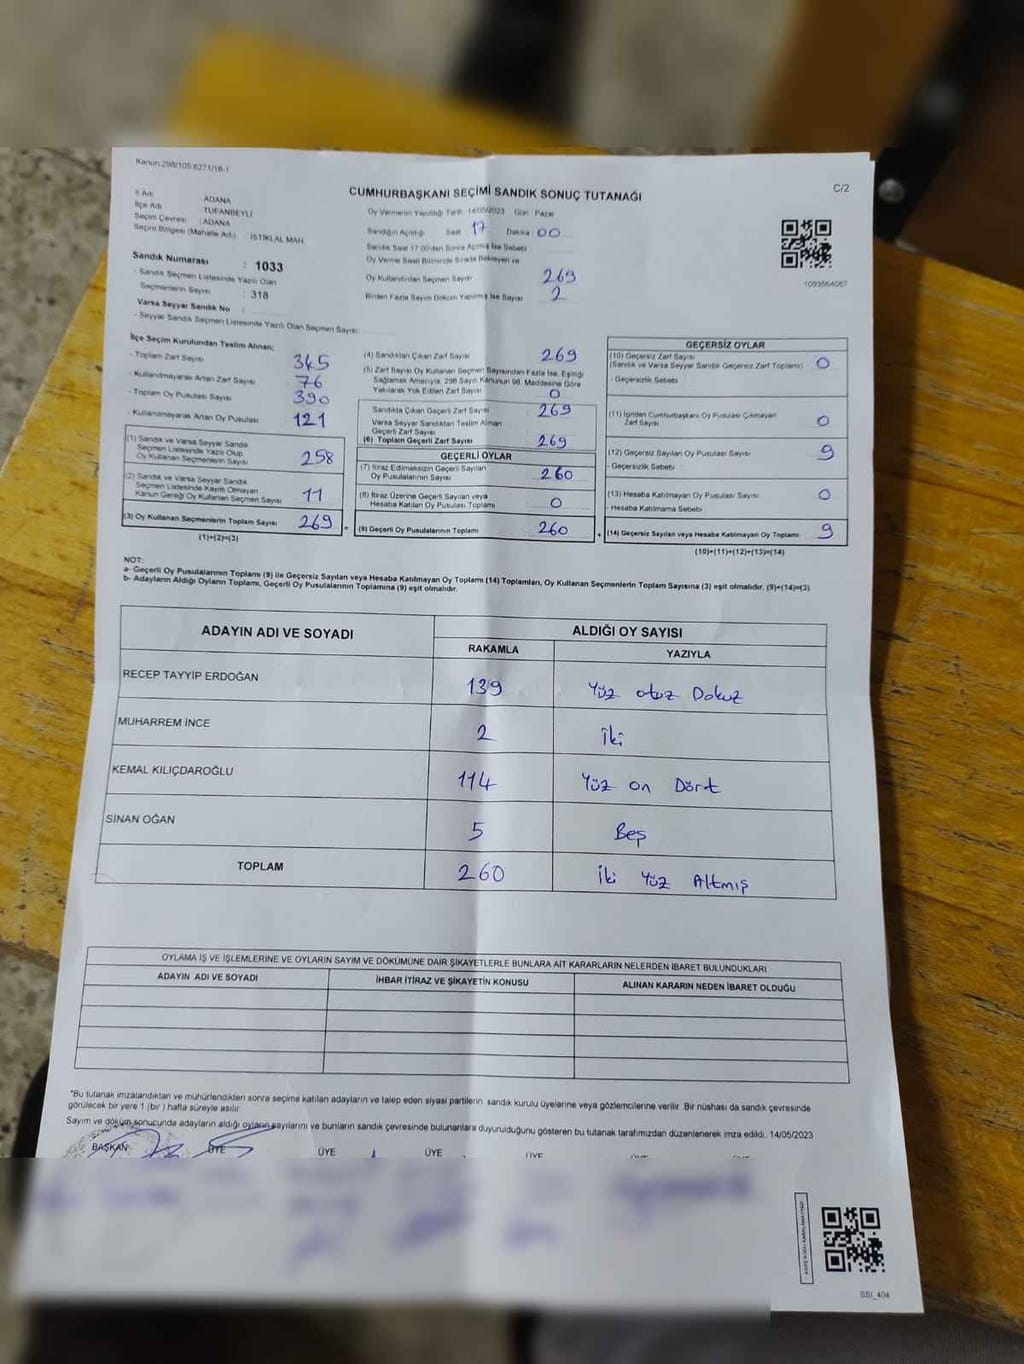 Kanun:298/105;6271/18-1
CUMHURBAŞKANI SEÇİMİ SANDIK SONUÇ TUTANAĞI
C/2
İl Adı : ADANA
İlçe Adı : TUFANBEYLİ
Seçim Çevresi : ADANA
Seçim Bölgesi (Mahalle Adı) : İSTİKLAL MAH.
Sandık Numarası : 1033
- Sandık Seçmen Listesinde Yazılı Olan
Seçmenlerin Sayısı : 318
Varsa Seyyar Sandık No :
- Seyyar Sandık Seçmen Listesinde Yazılı Olan Seçmen Sayısı
Oy Vermenin Yapıldığı Tarih 14/05/2023 Gün Pazar
Sandığın Açıldığı Saat 17 Dakika 00
Sandık Saat 17:00'den Sonra Açılmış İse Sebebi
Oy Verme Saati Bitiminde Sırada Bekleyen ve
Oy Kullandırılan Seçmen Sayısı 269
Birden Fazla Sayım Döküm Yapılmış İse Sayısı 2
1093564087
İlçe Seçim Kurulundan Teslim Alınan;
- Toplam Zarf Sayısı 345
- Kullanılmayarak Artan Zarf Sayısı 76
- Toplam Oy Pusulası Sayısı 390
- Kullanılmayarak Artan Oy Pusulası 121
(1) Sandık ve Varsa Seyyar Sandık
Seçmen Listesinde Yazılı Olup
Oy Kullanan Seçmenlerin Sayısı 258
(2) Sandık ve Varsa Seyyar Sandık
Seçmen Listesinde Kayıtlı Olmayan
Kanun Gereği Oy Kullanan Seçmen Sayısı 11
(3) Oy Kullanan Seçmenlerin Toplam Sayısı 269 =
(1)+(2)=(3)
(4) Sandıktan Çıkan Zarf Sayısı 269
(5) Zarf Sayısı Oy Kullanan Seçmen Sayısından Fazla İse, Eşitliği
Sağlamak Amacıyla, 298 Sayılı Kanunun 98. Maddesine Göre
Yakılarak Yok Edilen Zarf Sayısı 0
Sandıkta Çıkan Geçerli Zarf Sayısı 269
Varsa Seyyar Sandıktan Teslim Alınan
Geçerli Zarf Sayısı
(6) Toplam Geçerli Zarf Sayısı 269
GEÇERLİ OYLAR
(7) İtiraz Edilmeksizin Geçerli Sayılan
Oy Pusulalarının Sayısı 260
(8) İtiraz Üzerine Geçerli Sayılan veya
Hesaba Katılan Oy Pusulası Toplamı 0
(9) Geçerli Oy Pusulalarının Toplamı 260 +
GEÇERSİZ OYLAR
(10) Geçersiz Zarf Sayısı
(Sandık ve Varsa Seyyar Sandık Geçersiz Zarf Toplamı) 0
- Geçersizlik Sebebi
(11) İçinden Cumhurbaşkanı Oy Pusulası Çıkmayan
Zarf Sayısı 0
(12) Geçersiz Sayılan Oy Pusulası Sayısı 9
- Geçersizlik Sebebi
(13) Hesaba Katılmayan Oy Pusulası Sayısı 0
- Hesaba Katılmama Sebebi
(14) Geçersiz Sayılan veya Hesaba Katılmayan Oy Toplamı 9
(10)+(11)+(12)+(13)=(14)
NOT:
a- Geçerli Oy Pusulalarının Toplamı (9) ile Geçersiz Sayılan veya Hesaba Katılmayan Oy Toplamı (14) Toplamları, Oy Kullanan Seçmenlerin Toplam Sayısına (3) eşit olmalıdır. (9)+(14)=(3)
b- Adayların Aldığı Oyların Toplamı, Geçerli Oy Pusulalarının Toplamına (9) eşit olmalıdır.
ADAYIN ADI VE SOYADI ALDIĞI OY SAYISI
RAKAMLA YAZIYLA
RECEP TAYYİP ERDOĞAN 139 Yüz otuz Dokuz
MUHARREM İNCE 2 İki
KEMAL KILIÇDAROĞLU 114 Yüz on Dört
SİNAN OĞAN 5 Beş
TOPLAM 260 İki Yüz Altmış
OYLAMA İŞ VE İŞLEMLERİNE VE OYLARIN SAYIM VE DÖKÜMÜNE DAİR ŞİKAYETLERLE BUNLARA AİT KARARLARIN NELERDEN İBARET BULUNDUKLARI
ADAYIN ADI VE SOYADI İHBAR İTİRAZ VE ŞİKAYETİN KONUSU ALINAN KARARIN NEDEN İBARET OLDUĞU
*Bu tutanak imzalandıktan ve mühürlendikten sonra seçime katılan adayların ve talep eden siyasi partilerin sandık kurulu üyelerine veya gözlemcilerine verilir. Bir nüshası da sandık çevresinde
görülecek bir yere 1 (bir ) hafta süreyle asılır.
Sayım ve döküm sonucunda adayların aldığı oyların sayılarını ve bunların sandık çevresinde bulunanlara duyurulduğunu gösteren bu tutanak tarafımızdan düzenlenerek imza edildi. 14/05/2023
BAŞKAN ÜYE ÜYE ÜYE ÜYE
SSI_404